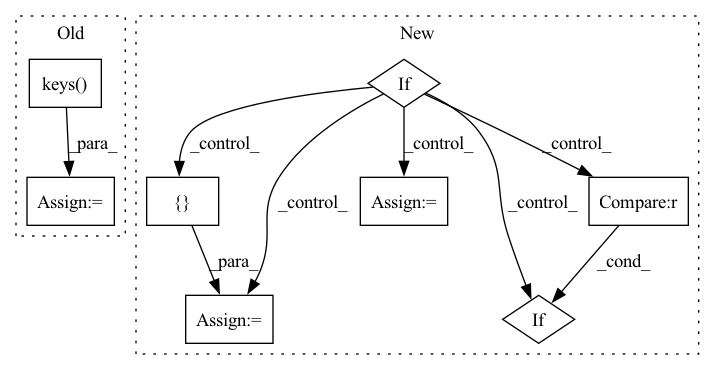 Old
New
keys()
If
_para_
_control_
_control_
_control_
_control_
_control_
Assign:=
{}
Assign:=
Compare:r
_para_
_cond_
Assign:=
If